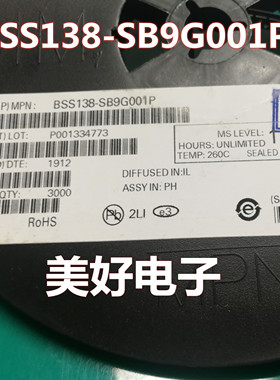 SS138-SB9G001P
P) MPN: BSS138-SB9G001P
T) LOT: P001334773
D) DTE: 1912
QTY: 3000
RoHS
DIFFUSED IN:IL
ASSY IN: PH
MS LEVEL:
HOURS: UNLIMITED
TEMP: 260C
SEALED
2LI
e3
e
(S
美好电子
MPN